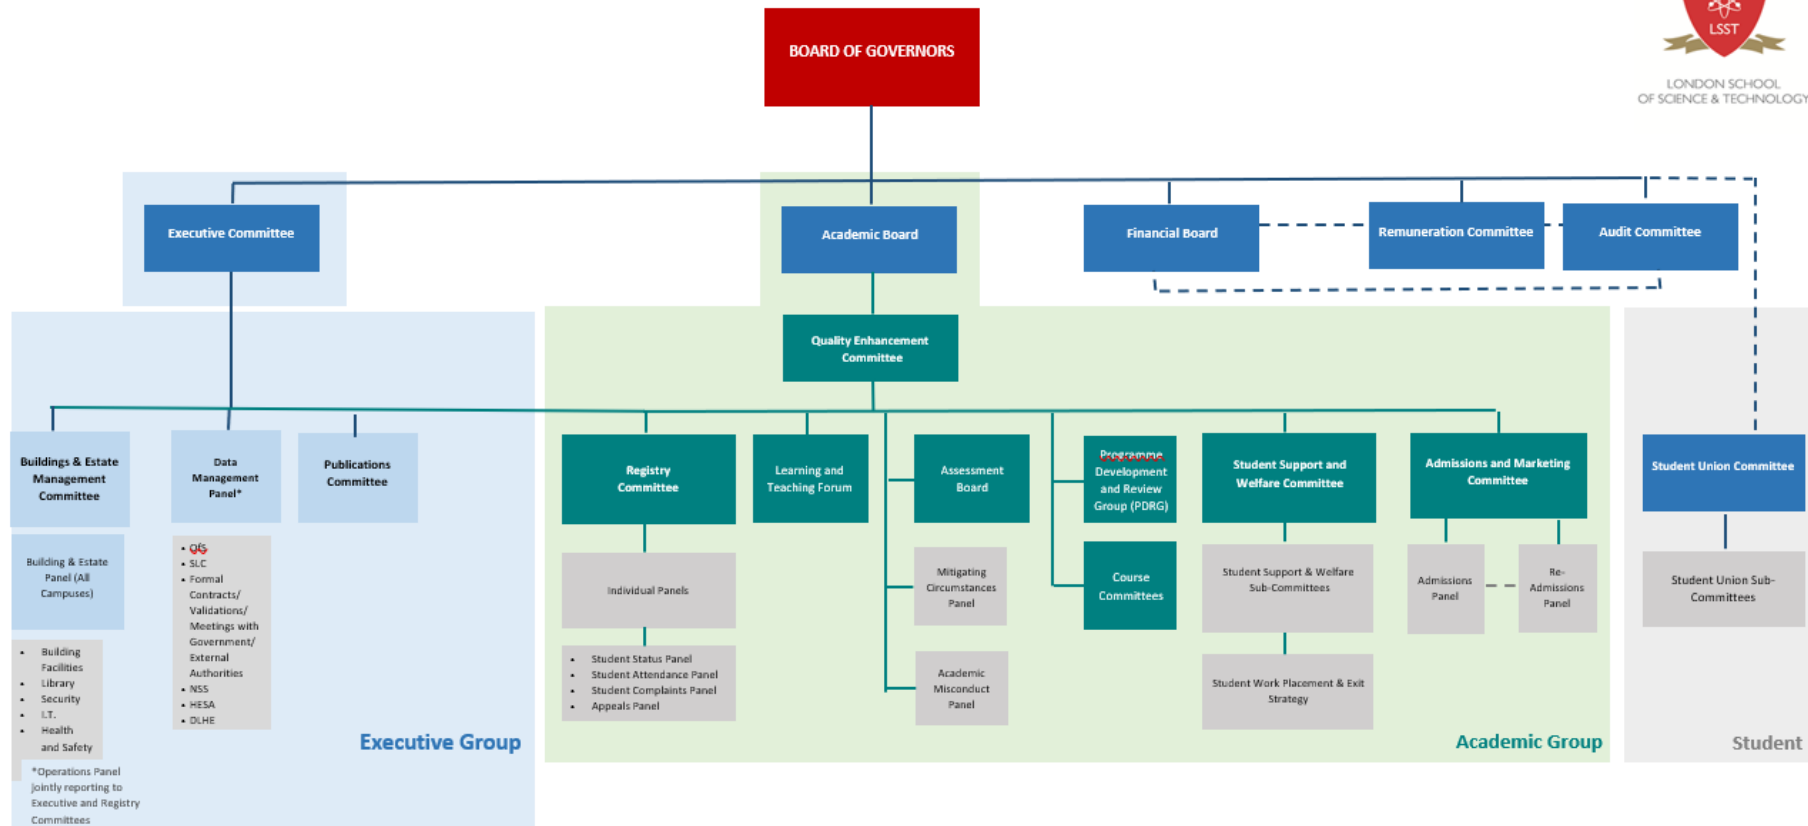 BOARD OF GOVERNORS
LSST
LONDON SCHOOL
OF SCIENCE & TECHNOLOGY
Executive Committee
Academic Board
Financial Board
Remuneration Committee
Audit Committee
Quality Enhancement
Committee
Buildings & Estate
Management
Committee
Data
Management
Panel*
Publications
Committee
Registry
Committee
Learning and
Teaching Forum
Assessment
Board
Programme
Development
and Review
Group (PDRG)
Student Support and
Welfare Committee
Admissions and Marketing
Committee
Student Union Committee
Building & Estate
Panel (All
Campuses)
• OfS
• SLC
• Formal
Contracts/
Validations/
Meetings with
Government/
External
Authorities
• NSS
• HESA
• DLHE
Individual Panels
Mitigating
Circumstances
Panel
Course
Committees
Student Support & Welfare
Sub-Committees
Admissions
Panel
Re-
Admissions
Panel
Student Union Sub-
Committees
• Building
Facilities
• Library
• Security
• I.T.
• Health
and Safety
• Student Status Panel
• Student Attendance Panel
• Student Complaints Panel
• Appeals Panel
Academic
Misconduct
Panel
Student Work Placement & Exit
Strategy
Executive Group
Academic Group
Student
*Operations Panel
jointly reporting to
Executive and Registry
Committees